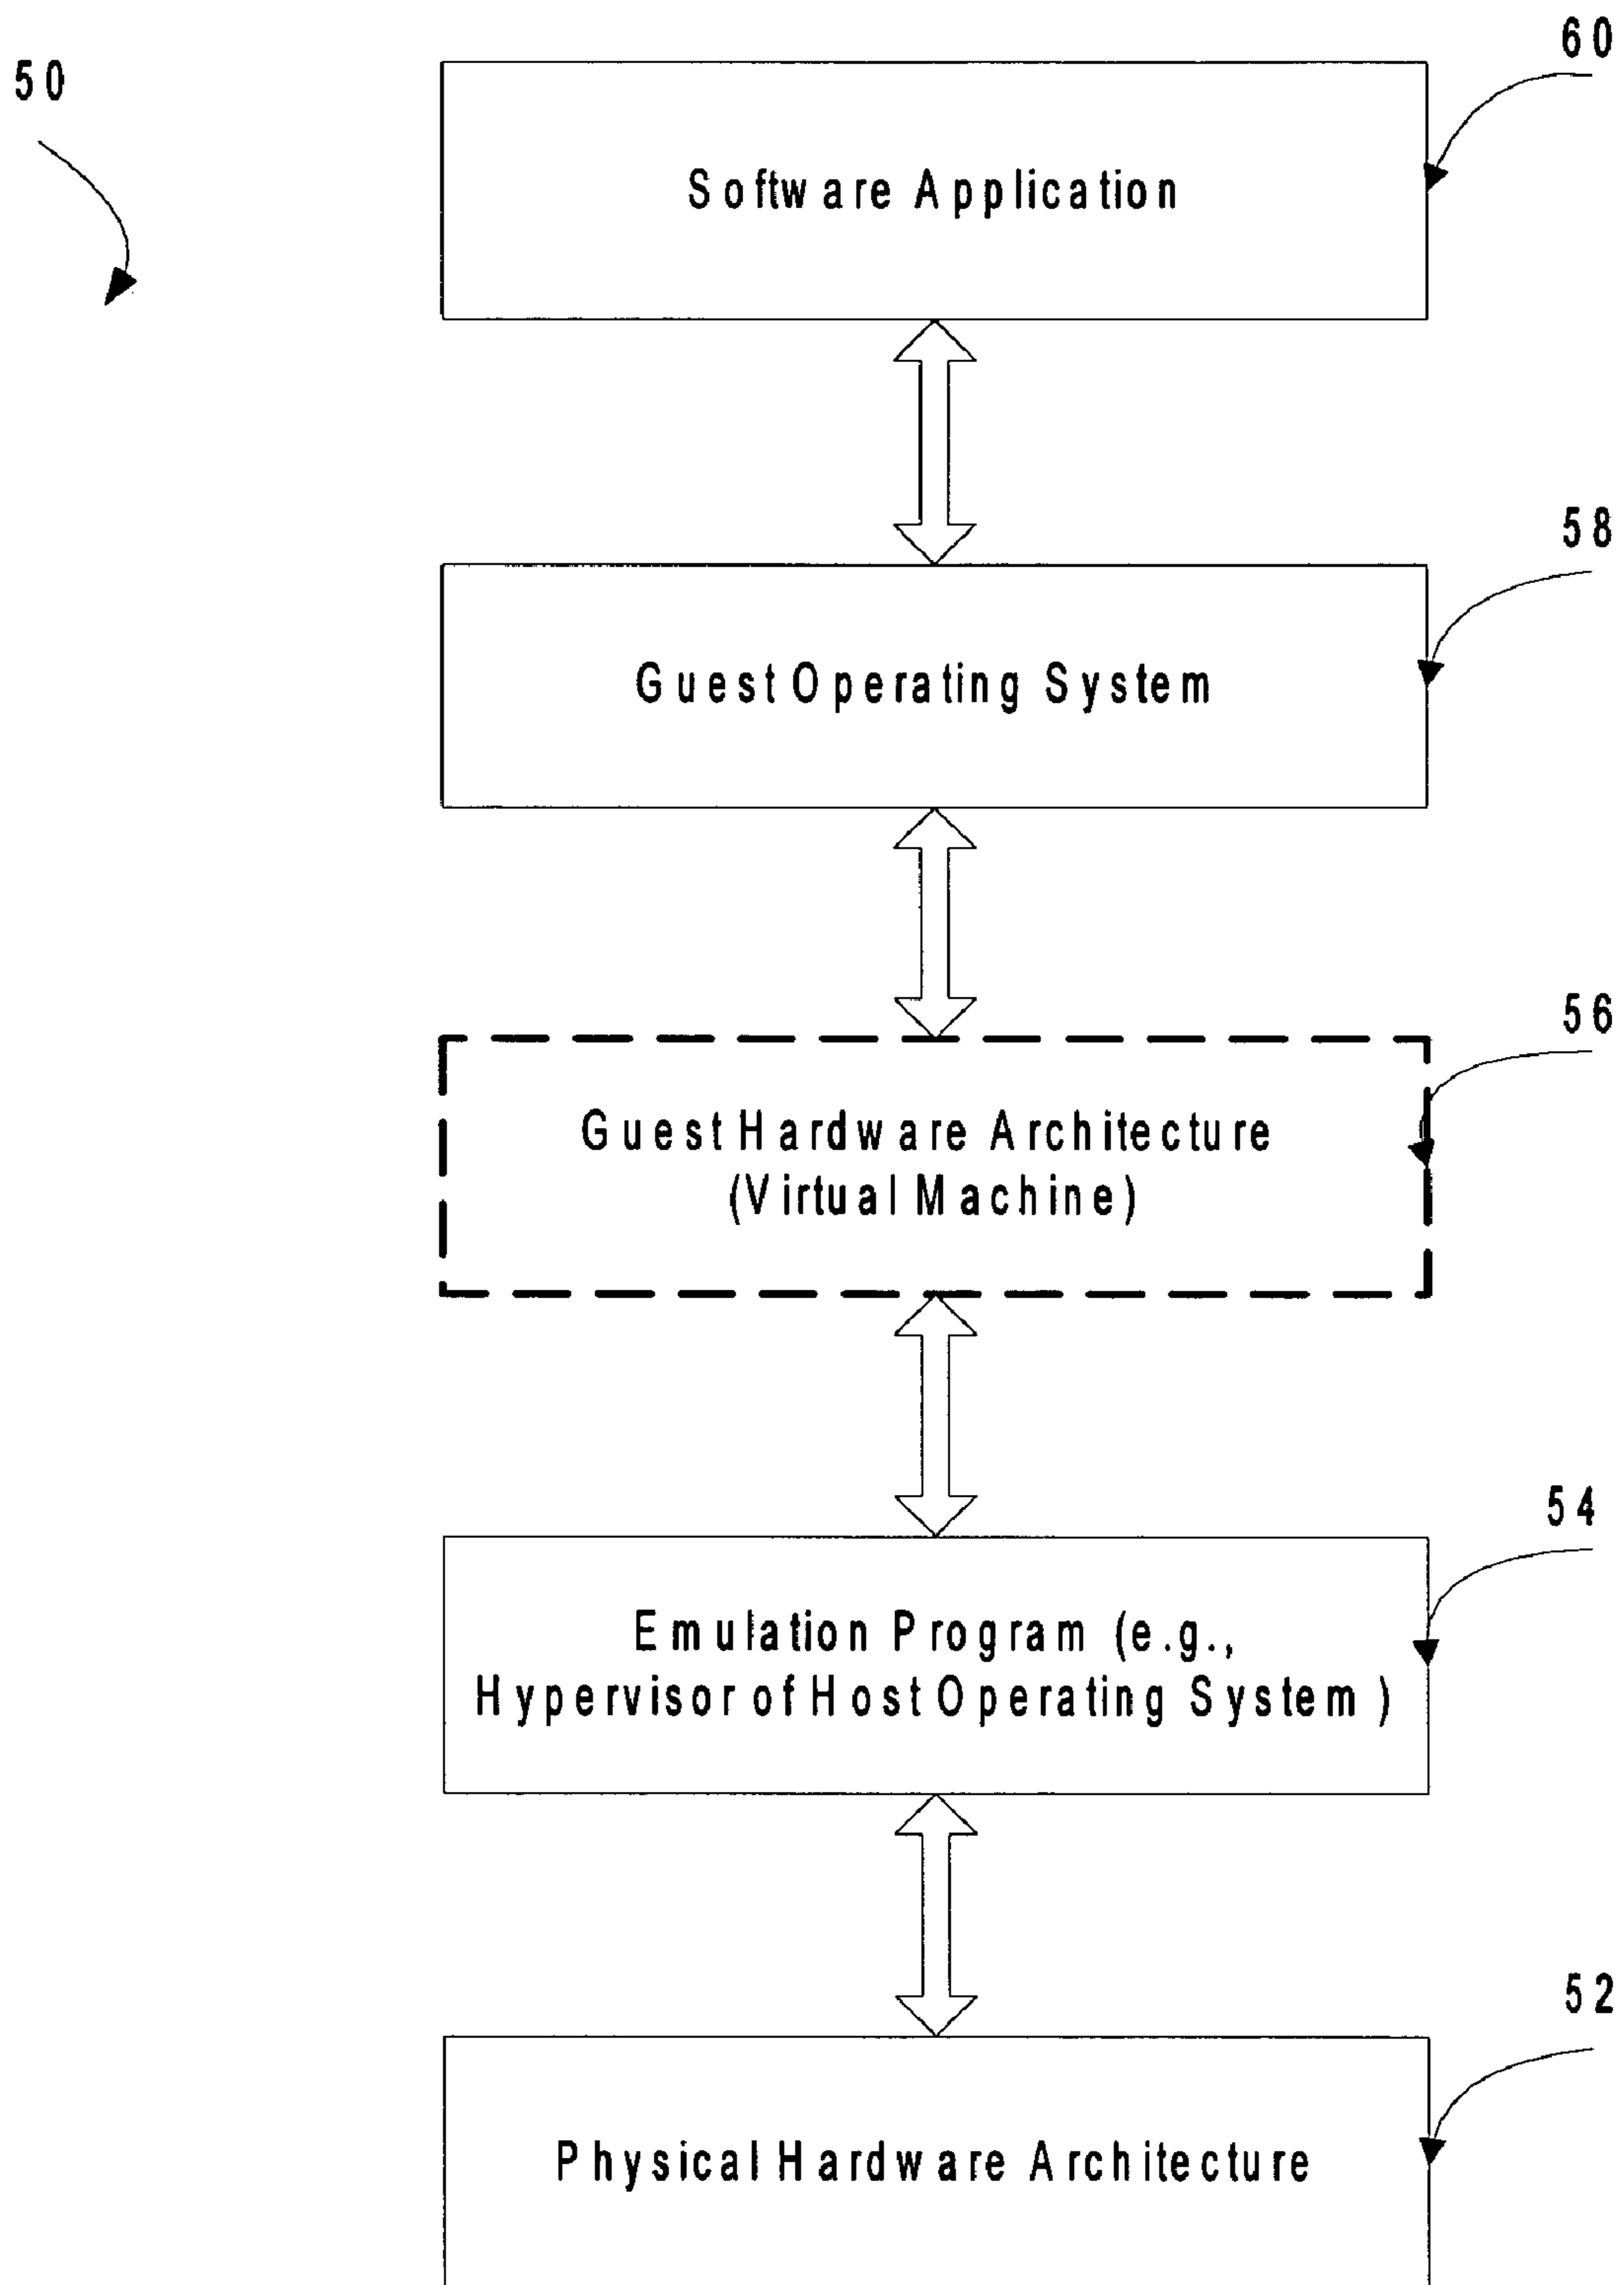 60
50
Software Application
58
Guest Operating System
56
Guest Hardware Architecture
(Virtual Machine)
54
Emulation Program (e.g.,
Hypervisor of Host Operating System)
52
Physical Hardware Architecture